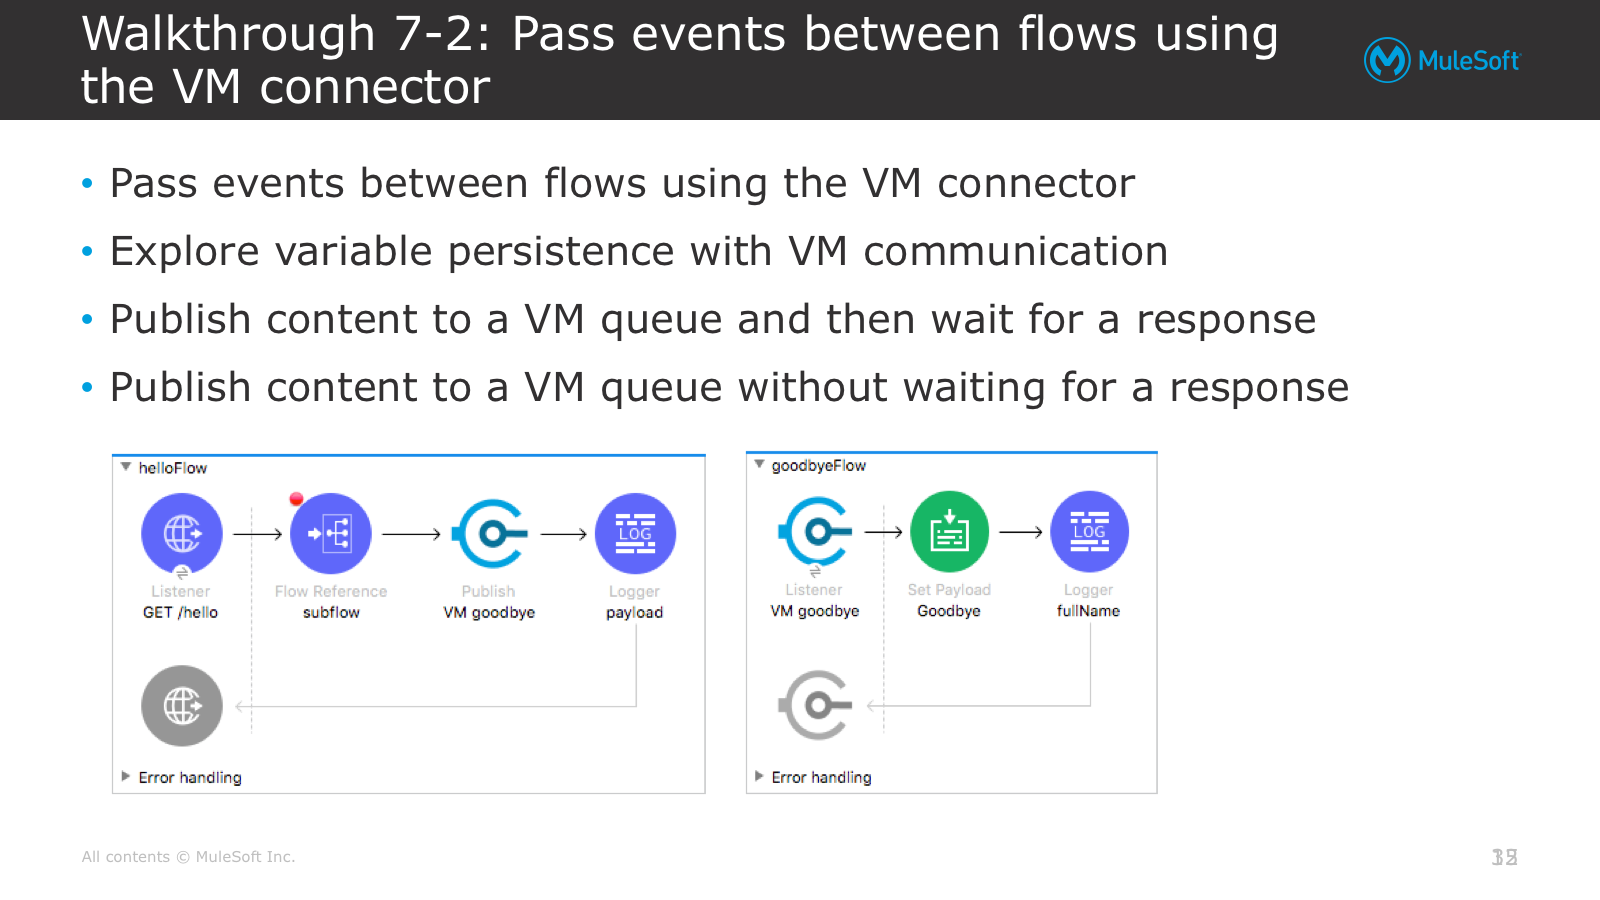 Walkthrough 7-2: Pass events between flows using
the VM connector
MuleSoft
• Pass events between flows using the VM connector
• Explore variable persistence with VM communication
• Publish content to a VM queue and then wait for a response
• Publish content to a VM queue without waiting for a response
helloFlow
LOG
Listener
Flow Reference
Publish
Logger
GET /hello
subflow
VM goodbye
payload
Error handling
goodbyeFlow
LOG
Listener
Set Payload
Logger
VM goodbye
Goodbye
fullName
Error handling
All contents © MuleSoft Inc.